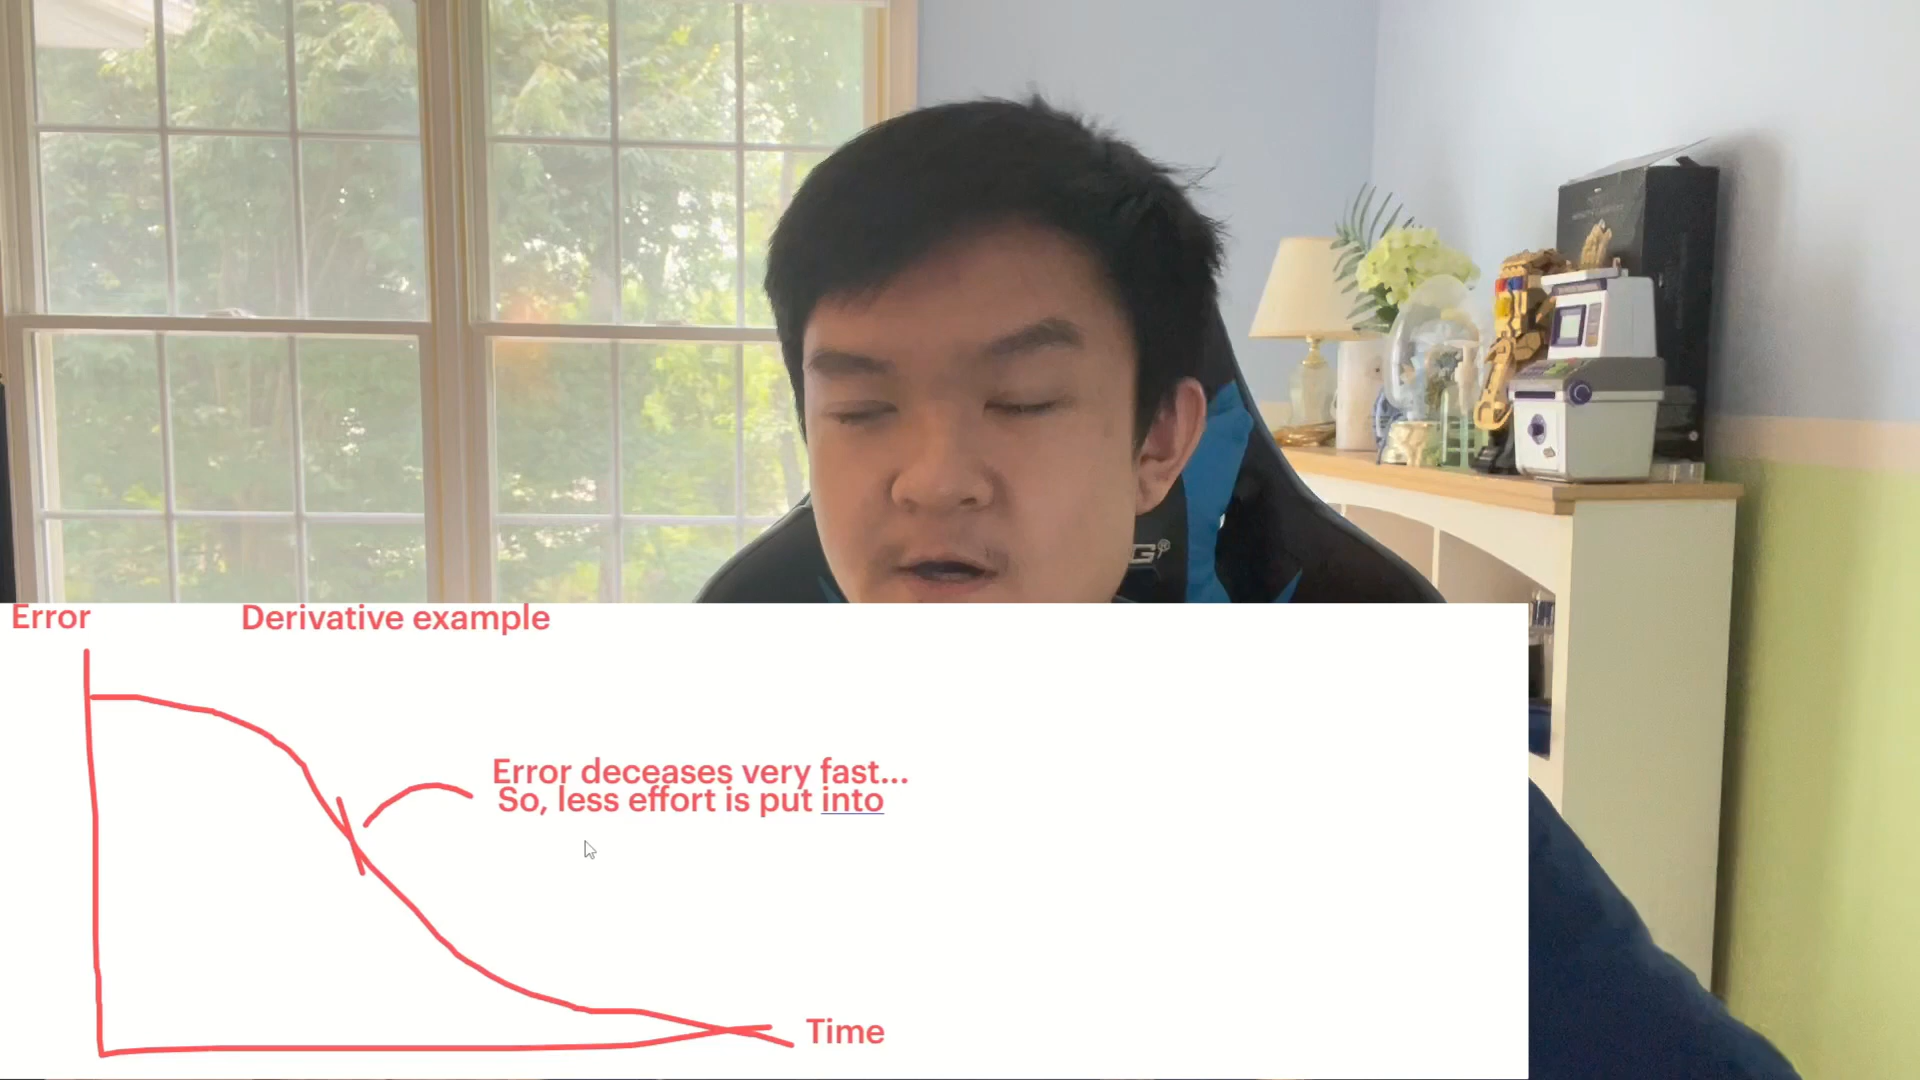 Error
Derivative example
Error deceases very fast...
So, less effort is put into
Time
G®